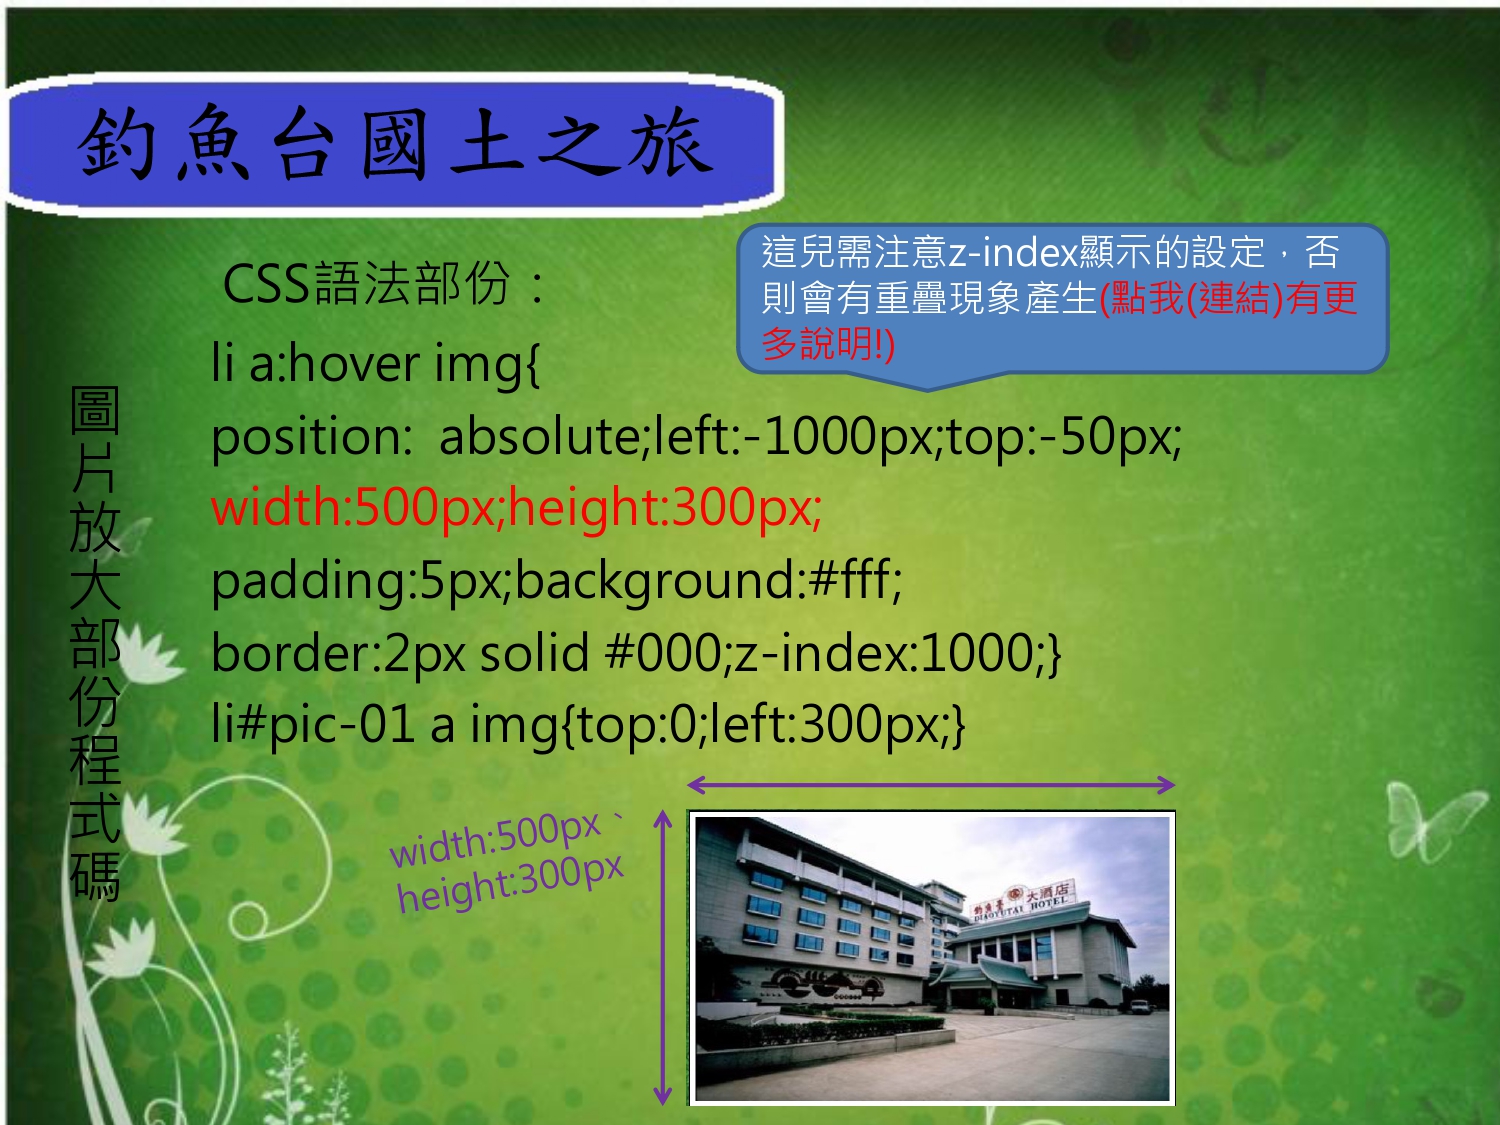 釣魚台國土之旅
這兒需注意z-index顯示的設定，否
則會有重疊現象產生(點我(連結)有更
多說明!)
CSS語法部份：
li a:hover img{
position:  absolute;left:-1000px;top:-50px;
width:500px;height:300px;
padding:5px;background:#fff;
border:2px solid #000;z-index:1000;}
li#pic-01 a img{top:0;left:300px;}
圖片放大部份程式碼
width:500px、
height:300px
釣魚臺大酒店
DIAOYUTAI HOTEL